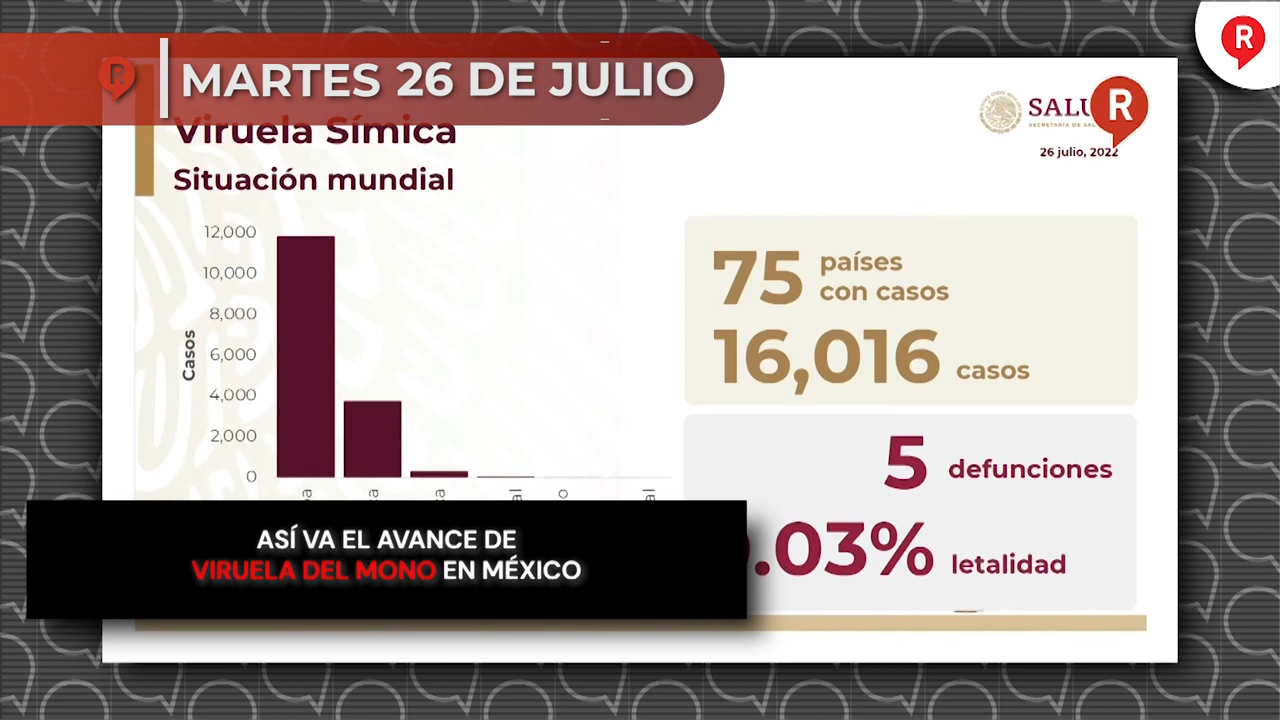 R
R
MARTES 26 DE JULIO
Viruela Símica
Situación mundial
R
26 julio, 2022
Casos
12,000
10,000
8,000
6,000
4,000
2,000
0
75 países
con casos
16,016 casos
5 defunciones
.03% letalidad
ASÍ VA EL AVANCE DE
VIRUELA DEL MONO EN MÉXICO